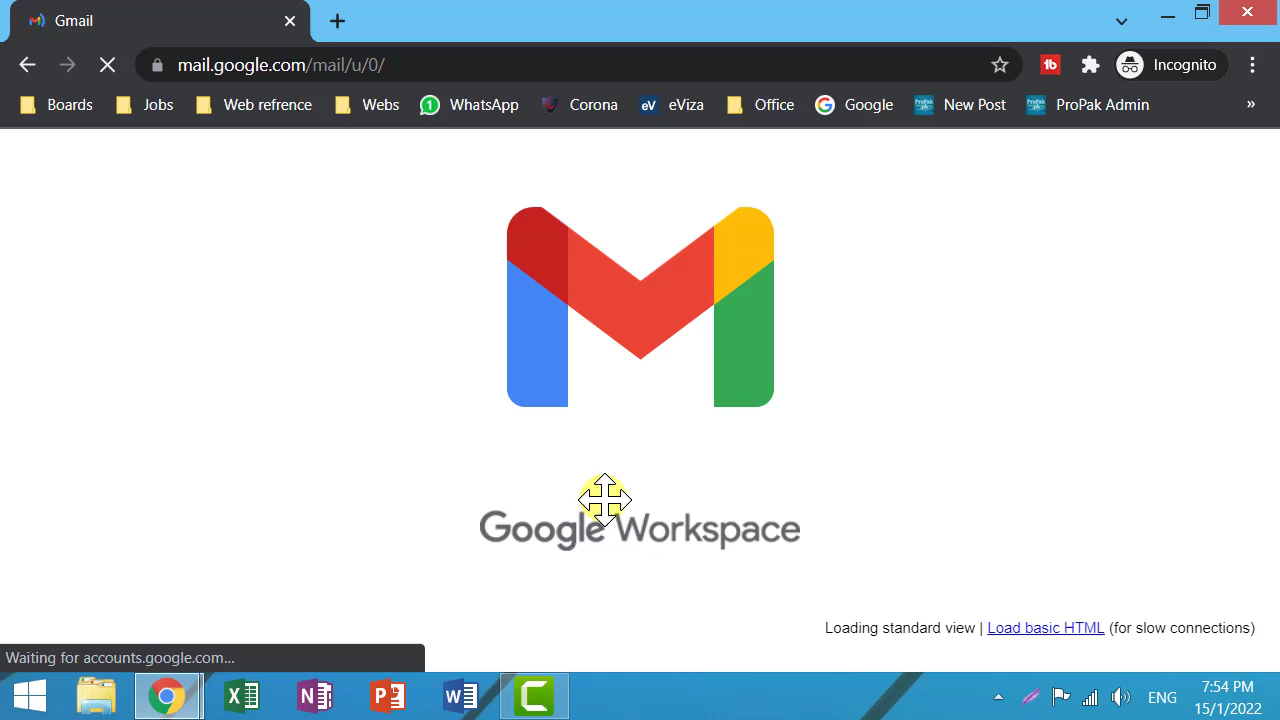 Gmail
mail.google.com/mail/u/0/
Incognito
Boards Jobs Web refrence Webs WhatsApp Corona eViza Office Google New Post ProPak Admin »
Google Workspace
Loading standard view | Load basic HTML (for slow connections)
Waiting for accounts.google.com...
ENG
7:54 PM
15/1/2022